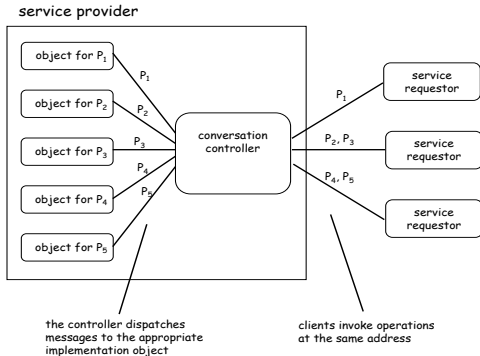 service provider
object for P1
object for P2
object for P3
object for P4
object for P5
P1
P2
P3
P4
P5
conversation
controller
P1
P2, P3
P4, P5
service
requestor
service
requestor
service
requestor
the controller dispatches
messages to the appropriate
implementation object
clients invoke operations
at the same address